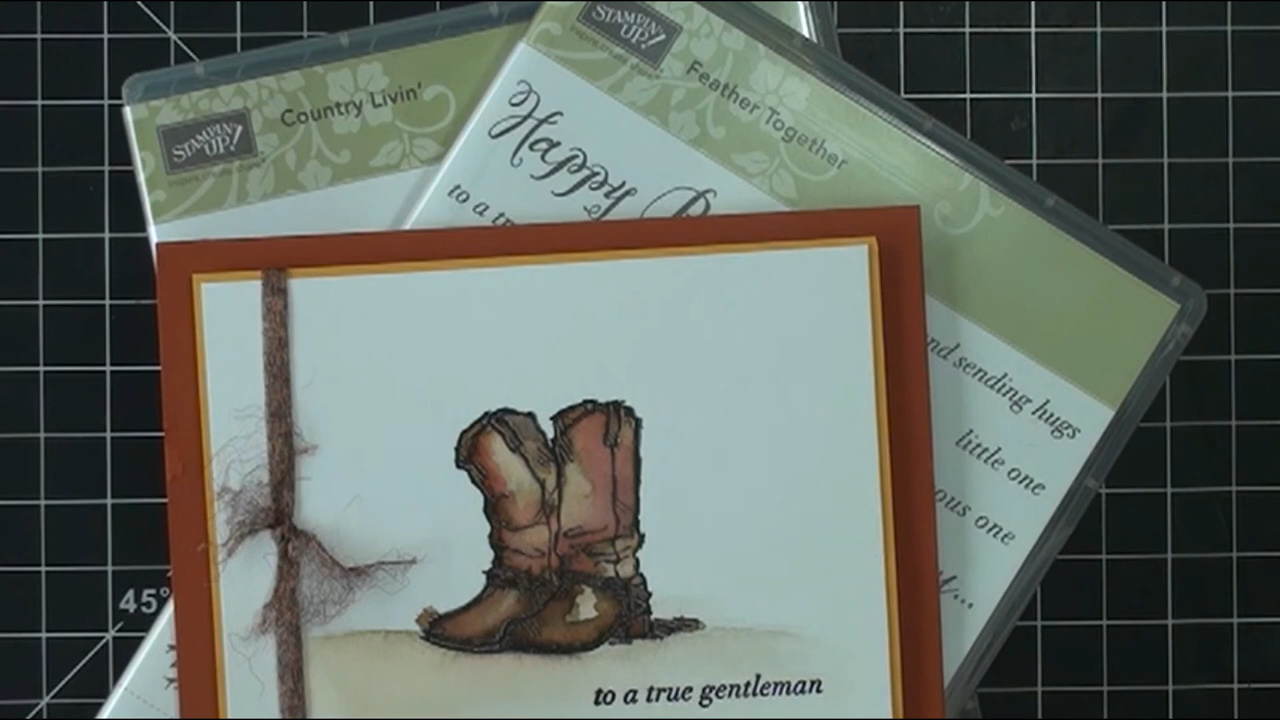 STAMPIN' UP!
Country Livin'
STAMPIN' UP!
Feather Together
Happy
to a
nd sending hugs
little one
ous one
45°
to a true gentleman